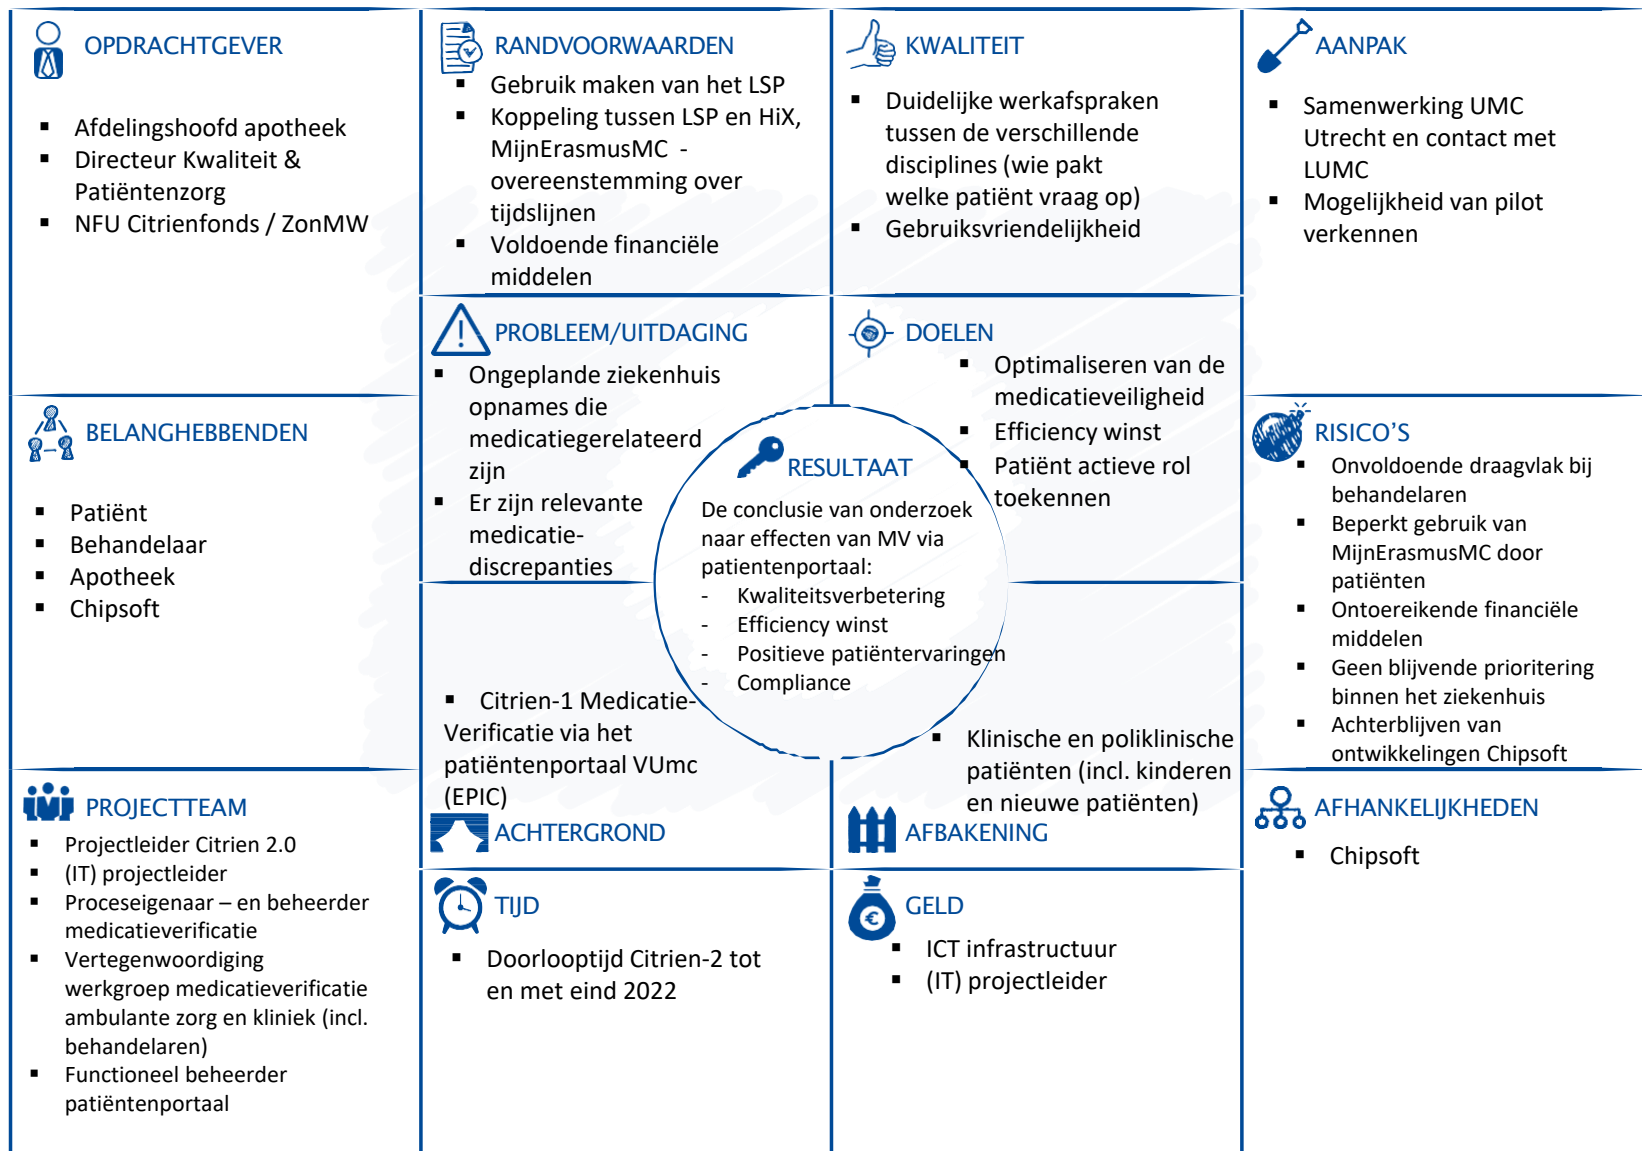 OPDRACHTGEVER
▪ Afdelingshoofd apotheek
▪ Directeur Kwaliteit &
Patiëntenzorg
▪ NFU Citrienfonds / ZonMW
RANDVOORWAARDEN
▪ Gebruik maken van het LSP
▪ Koppeling tussen LSP en HiX,
MijnErasmusMC -
overeenstemming over
tijdslijnen
▪ Voldoende financiële
middelen
KWALITEIT
▪ Duidelijke werkafspraken
tussen de verschillende
disciplines (wie pakt
welke patiënt vraag op)
▪ Gebruiksvriendelijkheid
AANPAK
▪ Samenwerking UMC
Utrecht en contact met
LUMC
▪ Mogelijkheid van pilot
verkennen
PROBLEEM/UITDAGING
▪ Ongeplande ziekenhuis
opnames die
medicatiegerelateerd
zijn
▪ Er zijn relevante
medicatie-
discrepanties
DOELEN
▪ Optimaliseren van de
medicatieveiligheid
▪ Efficiency winst
▪ Patiënt actieve rol
toekennen
BELANGHEBBENDEN
▪ Patiënt
▪ Behandelaar
▪ Apotheek
▪ Chipsoft
RESULTAAT
De conclusie van onderzoek
naar effecten van MV via
patientenportaal:
- Kwaliteitsverbetering
- Efficiency winst
- Positieve patiëntervaringen
- Compliance
RISICO'S
▪ Onvoldoende draagvlak bij
behandelaren
▪ Beperkt gebruik van
MijnErasmusMC door
patiënten
▪ Ontoereikende financiële
middelen
▪ Geen blijvende prioritering
binnen het ziekenhuis
▪ Achterblijven van
ontwikkelingen Chipsoft
▪ Citrien-1 Medicatie-
Verificatie via het
patiëntenportaal VUmc
(EPIC)
ACHTERGROND
▪ Klinische en poliklinische
patiënten (incl. kinderen
en nieuwe patiënten)
AFBAKENING
PROJECTTEAM
▪ Projectleider Citrien 2.0
▪ (IT) projectleider
▪ Proceseigenaar – en beheerder
medicatieverificatie
▪ Vertegenwoordiging
werkgroep medicatieverificatie
ambulante zorg en kliniek (incl.
behandelaren)
▪ Functioneel beheerder
patiëntenportaal
TIJD
▪ Doorlooptijd Citrien-2 tot
en met eind 2022
GELD
▪ ICT infrastructuur
▪ (IT) projectleider
AFHANKELIJKHEDEN
▪ Chipsoft